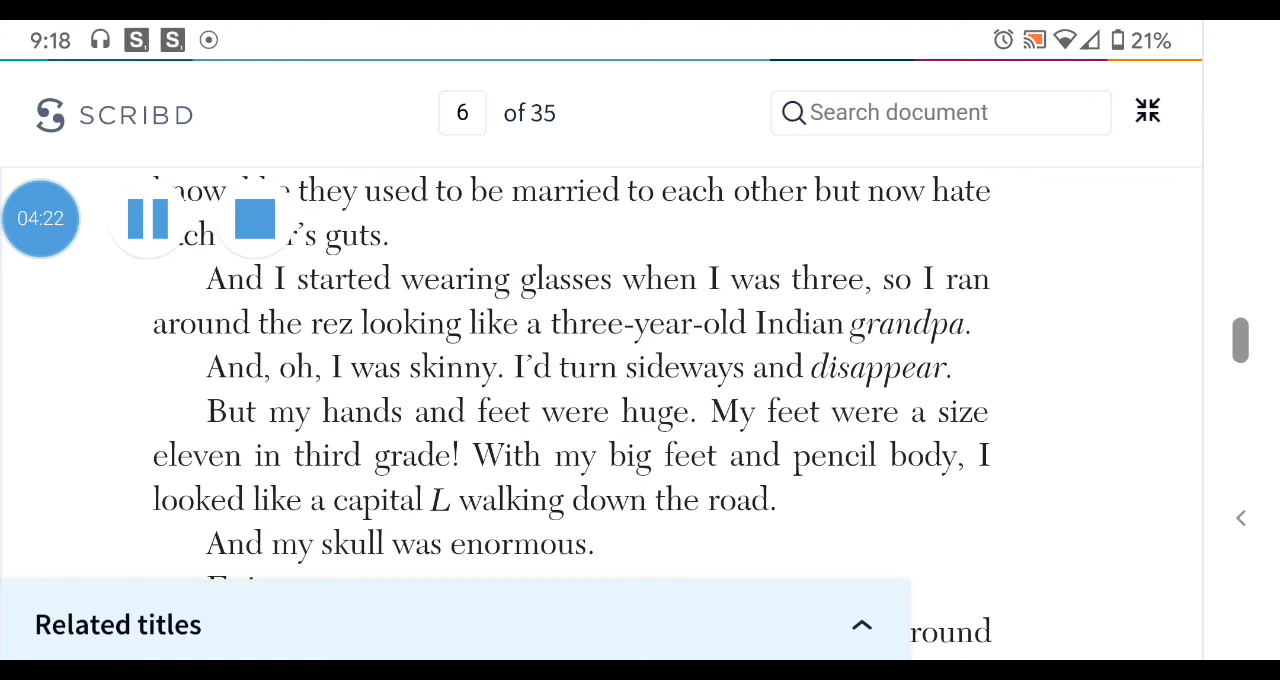 9:18 S S 21%
SCRIBD 6 of 35 Search document
they used to be married to each other but now hate
04:22 guts.
And I started wearing glasses when I was three, so I ran
around the rez looking like a three-year-old Indian grandpa.
And, oh, I was skinny. I'd turn sideways and disappear.
But my hands and feet were huge. My feet were a size
eleven in third grade! With my big feet and pencil body, I
looked like a capital L walking down the road.
And my skull was enormous.
Related titles
round